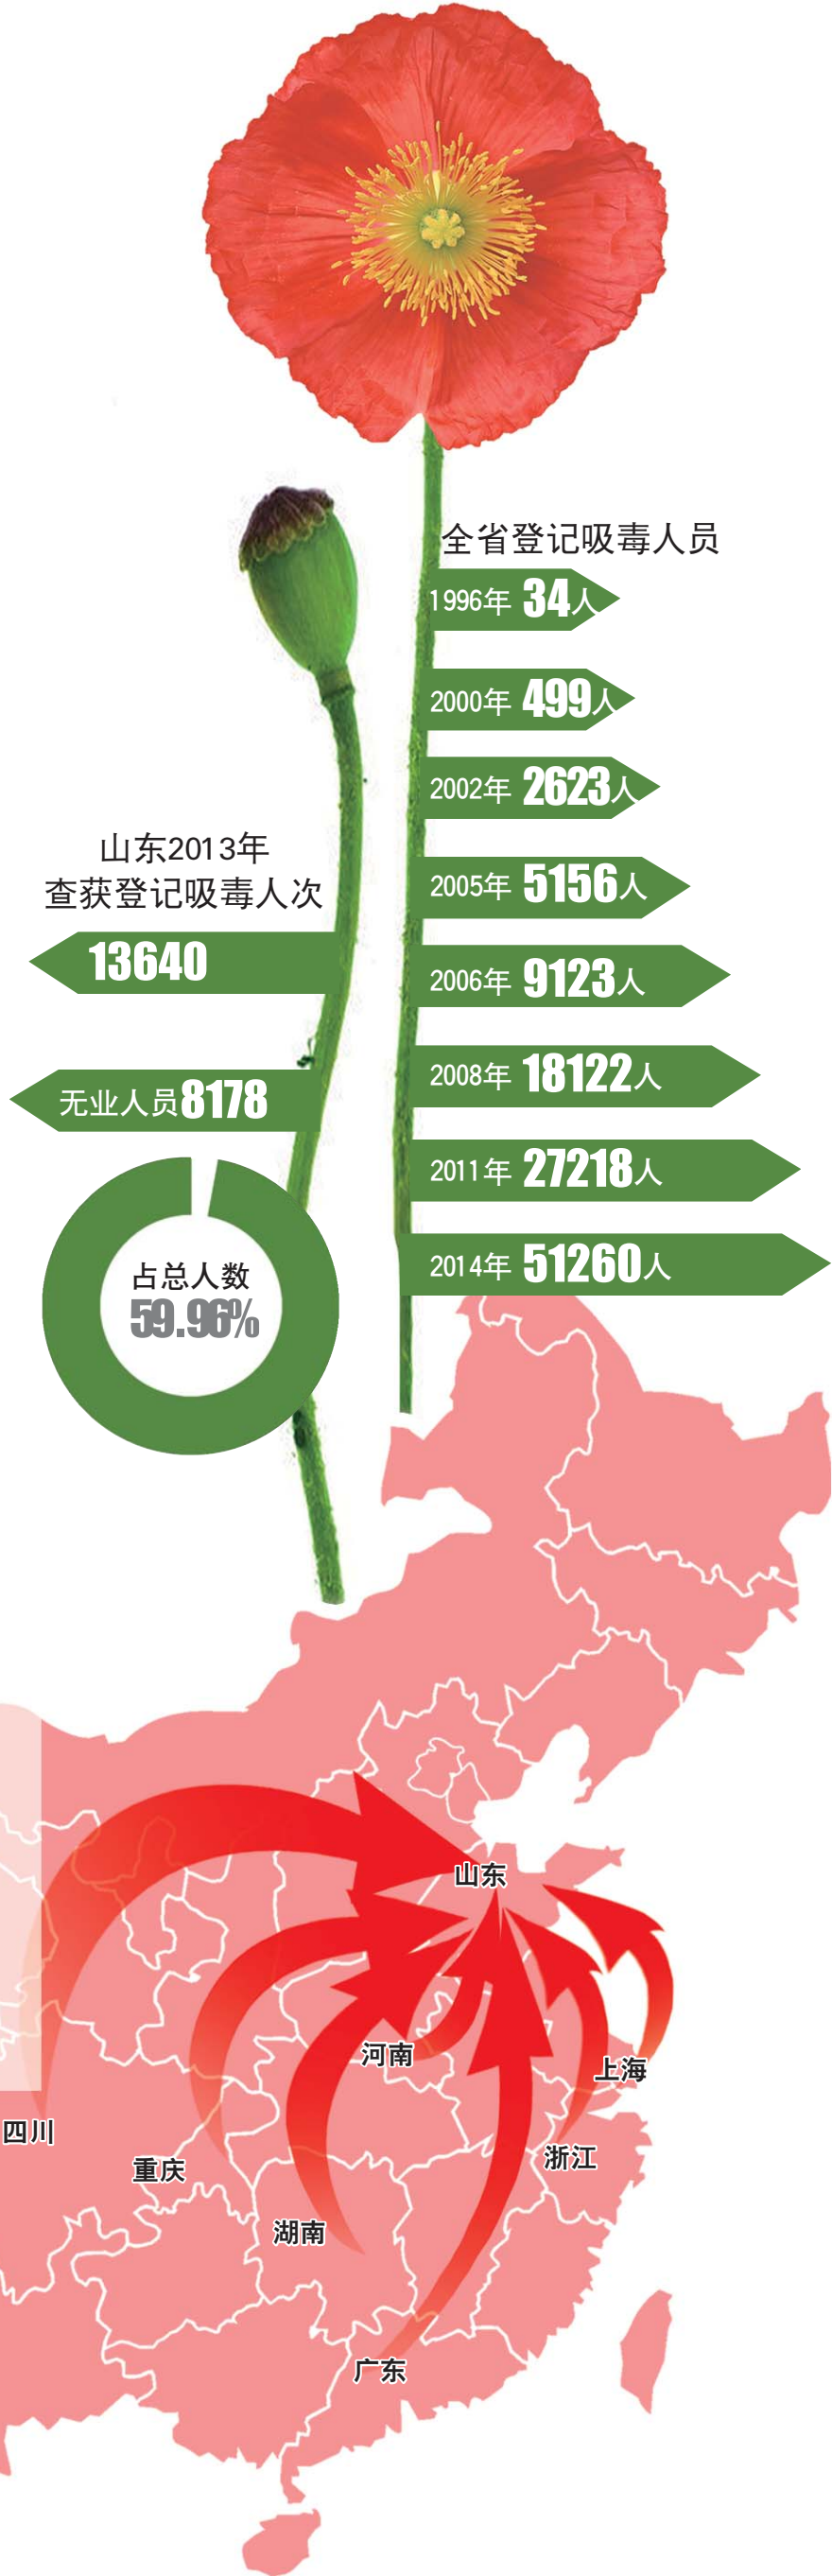 全省登记吸毒人员
1996年 34人
2000年 499人
2002年 2623人
2005年 5156人
2006年 9123人
2008年 18122人
2011年 27218人
2014年 51260人
山东2013年
查获登记吸毒人次
13640
无业人员8178
占总人数
59.96%
山东
河南
上海
四川
浙江
重庆
湖南
广东